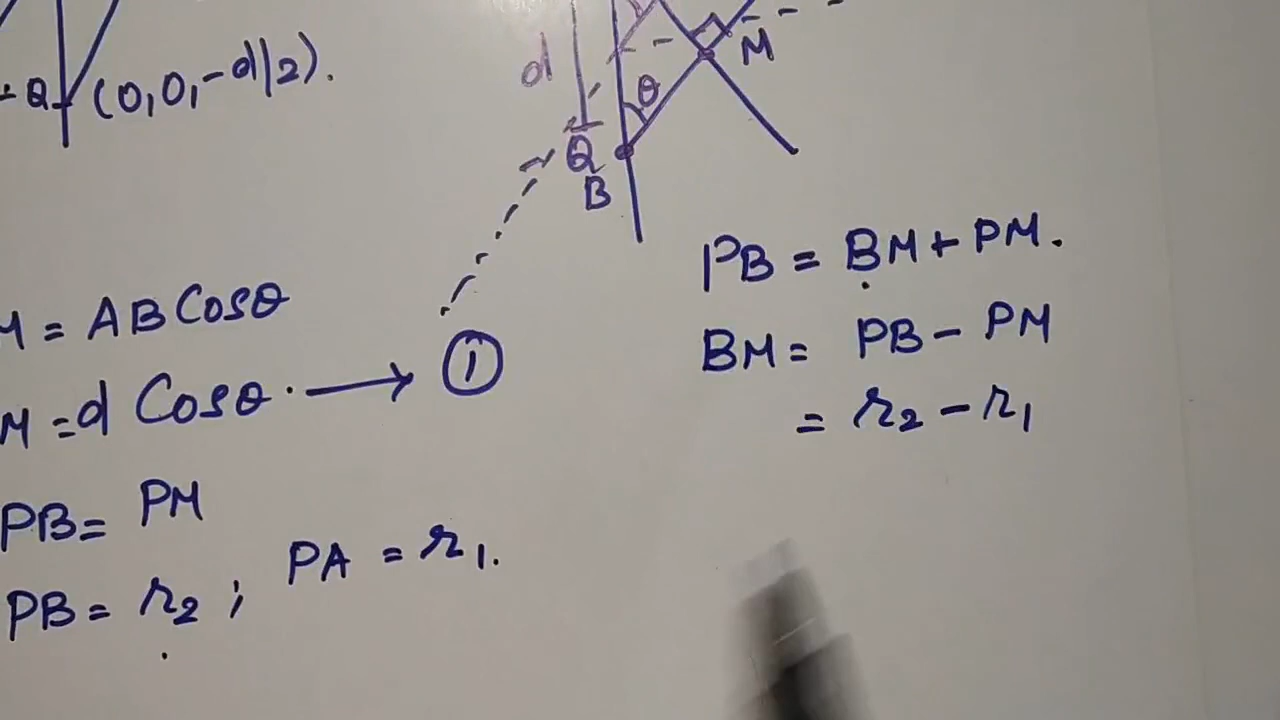 Q (0,0,-d/2).
d
θ
M
Q
B
M = AB Cosθ
M = d Cosθ. → 1
PB = PM
PB = r2 ; PA = r1.
PB = BM + PM.
BM = PB - PM
= r2 - r1